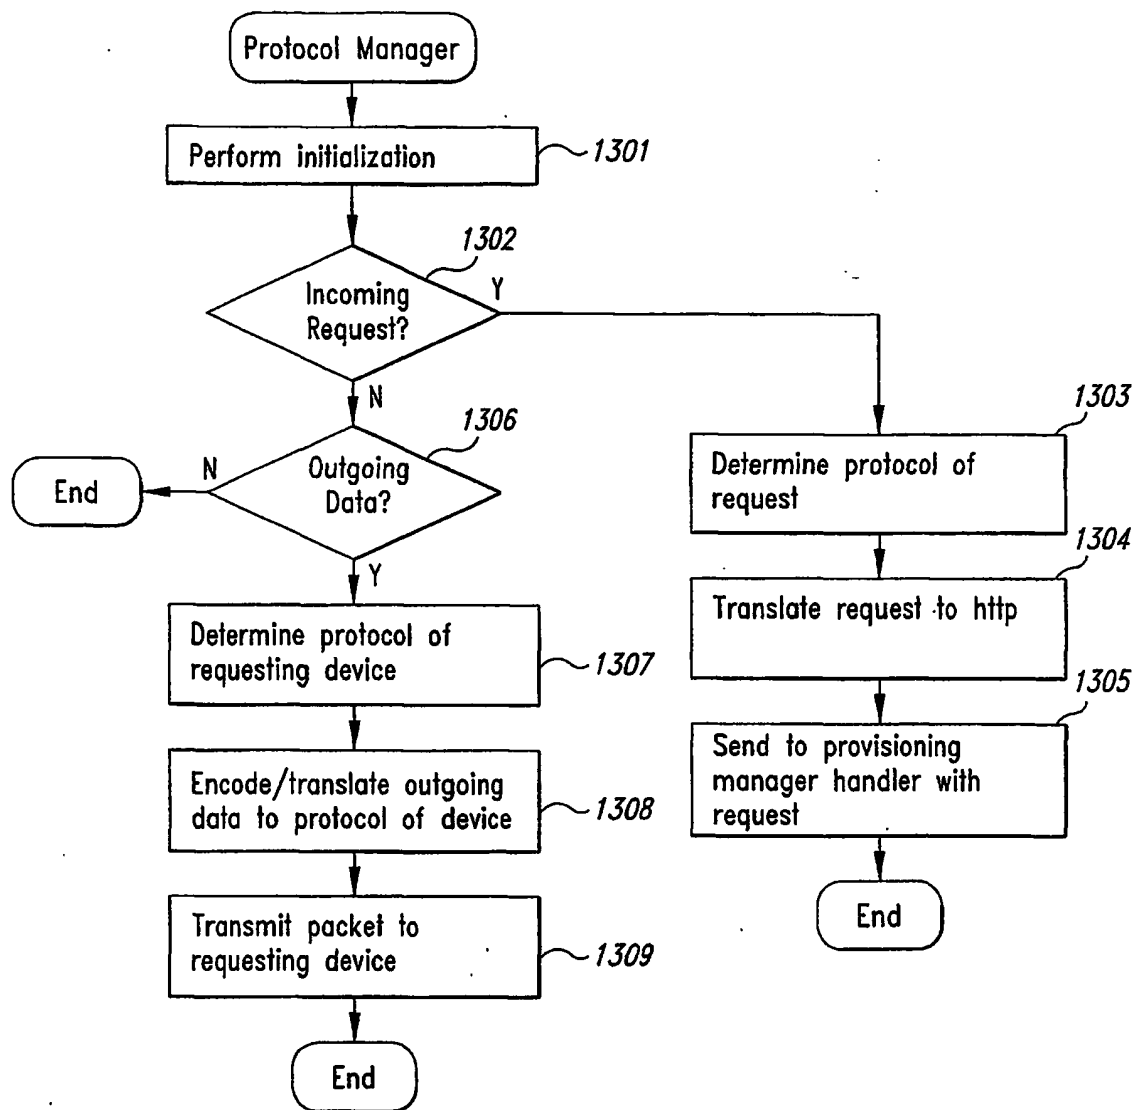 Protocol Manager
Perform initialization
1301
1302
Incoming
Request?
Y
N
1306
Outgoing
Data?
N
End
Y
Determine protocol of
requesting device
1307
Encode/translate outgoing
data to protocol of device
1308
Transmit packet to
requesting device
1309
End
1303
Determine protocol of
request
1304
Translate request to http
1305
Send to provisioning
manager handler with
request
End